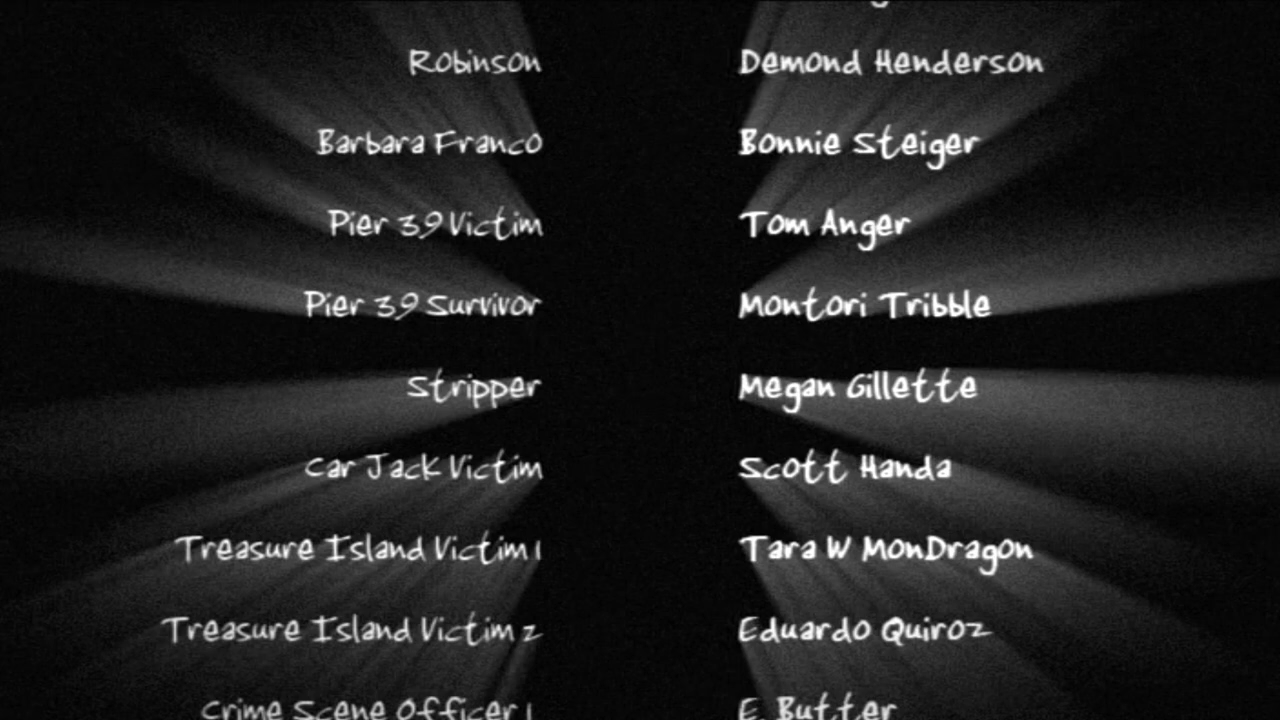 Robinson Demond Henderson
Barbara Franco Bonnie Steiger
Pier 39 Victim Tom Anger
Pier 39 Survivor Montori Tribble
Stripper Megan Gillette
Car Jack Victim Scott Handa
Treasure Island Victim 1 Tara W MonDragon
Treasure Island Victim 2 Eduardo Quiroz
Crime Scene Officer 1 E. Butter